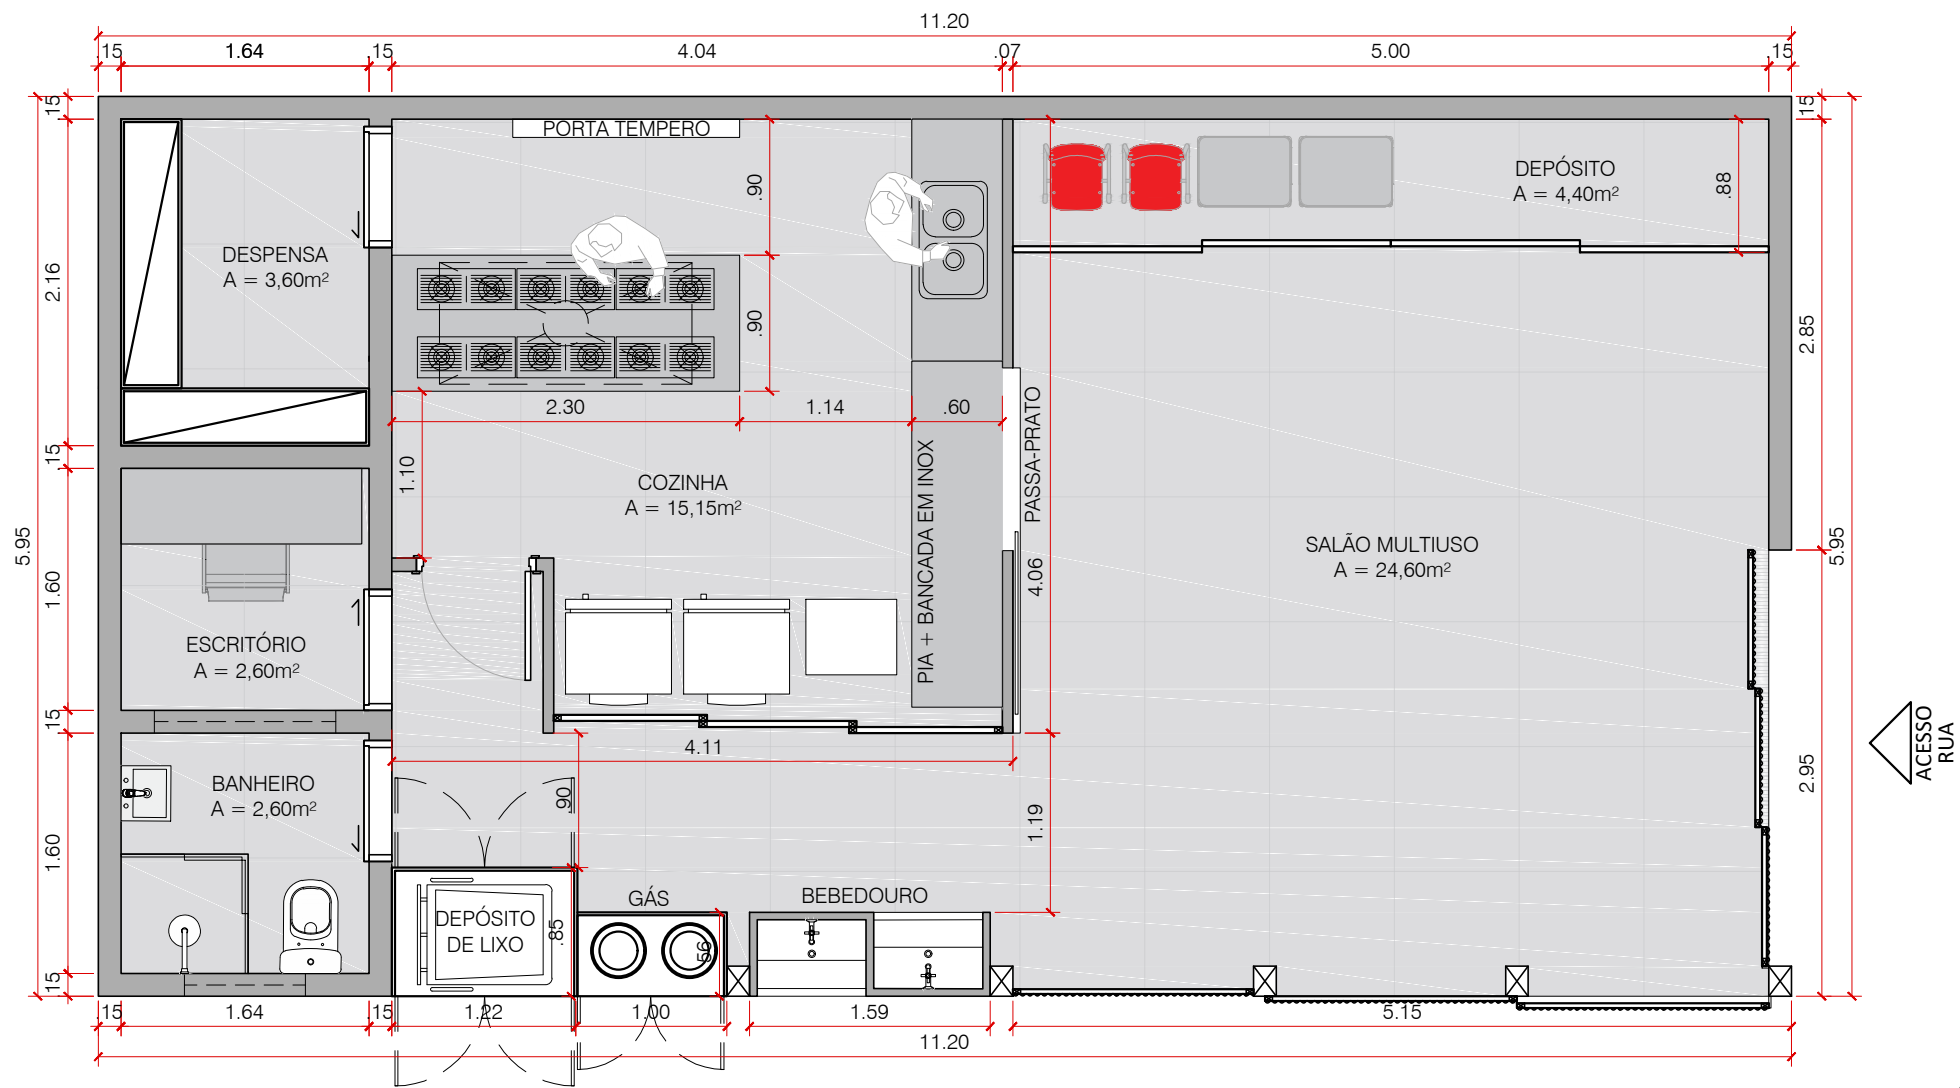 11.20
.15
1.64
.15
4.04
.07
5.00
.15
15
PORTA TEMPERO
15
DEPÓSITO
A = 4,40m²
.88
.90
DESPENSA
A = 3,60m²
2.16
.90
2.85
2.30
1.14
.60
PASSA-PRATO
15
1.10
COZINHA
A = 15,15m²
PIA + BANCADA EM INOX
SALÃO MULTIUSO
A = 24,60m²
5.95
5.95
1.60
4.06
ESCRITÓRIO
A = 2,60m²
15
4.11
ACESSO
RUA
2.95
BANHEIRO
A = 2,60m²
.90
1.19
1.60
GÁS
BEBEDOURO
DEPÓSITO
DE LIXO
.85
56
15
.15
1.64
.15
1.22
1.00
1.59
5.15
11.20